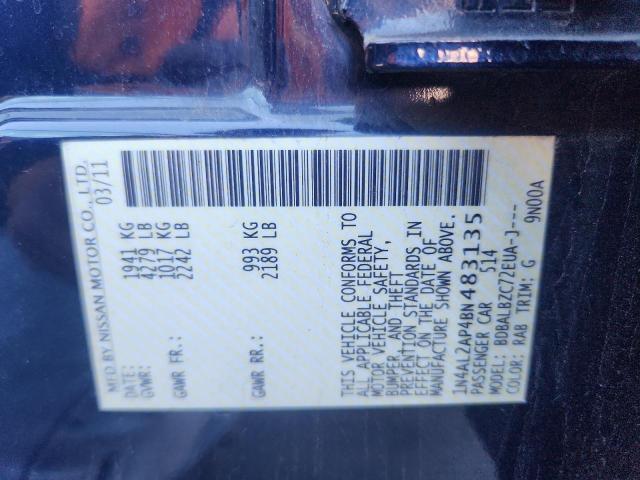 MFD BY NISSAN MOTOR CO., LTD.
DATE: 03/11
GVWR: 1941 KG
4279 LB
GAWR FR: 1017 KG
2242 LB
GAWR RR: 993 KG
2189 LB
THIS VEHICLE CONFORMS TO
ALL APPLICABLE FEDERAL
MOTOR VEHICLE SAFETY,
BUMPER, AND THEFT
PREVENTION STANDARDS IN
EFFECT ON THE DATE OF
MANUFACTURE SHOWN ABOVE.
1N4AL2AP4BN483135
PASSENGER CAR 514
MODEL: BDBALBZC72EUA-J---
COLOR: RAB TRIM: G 9N00A